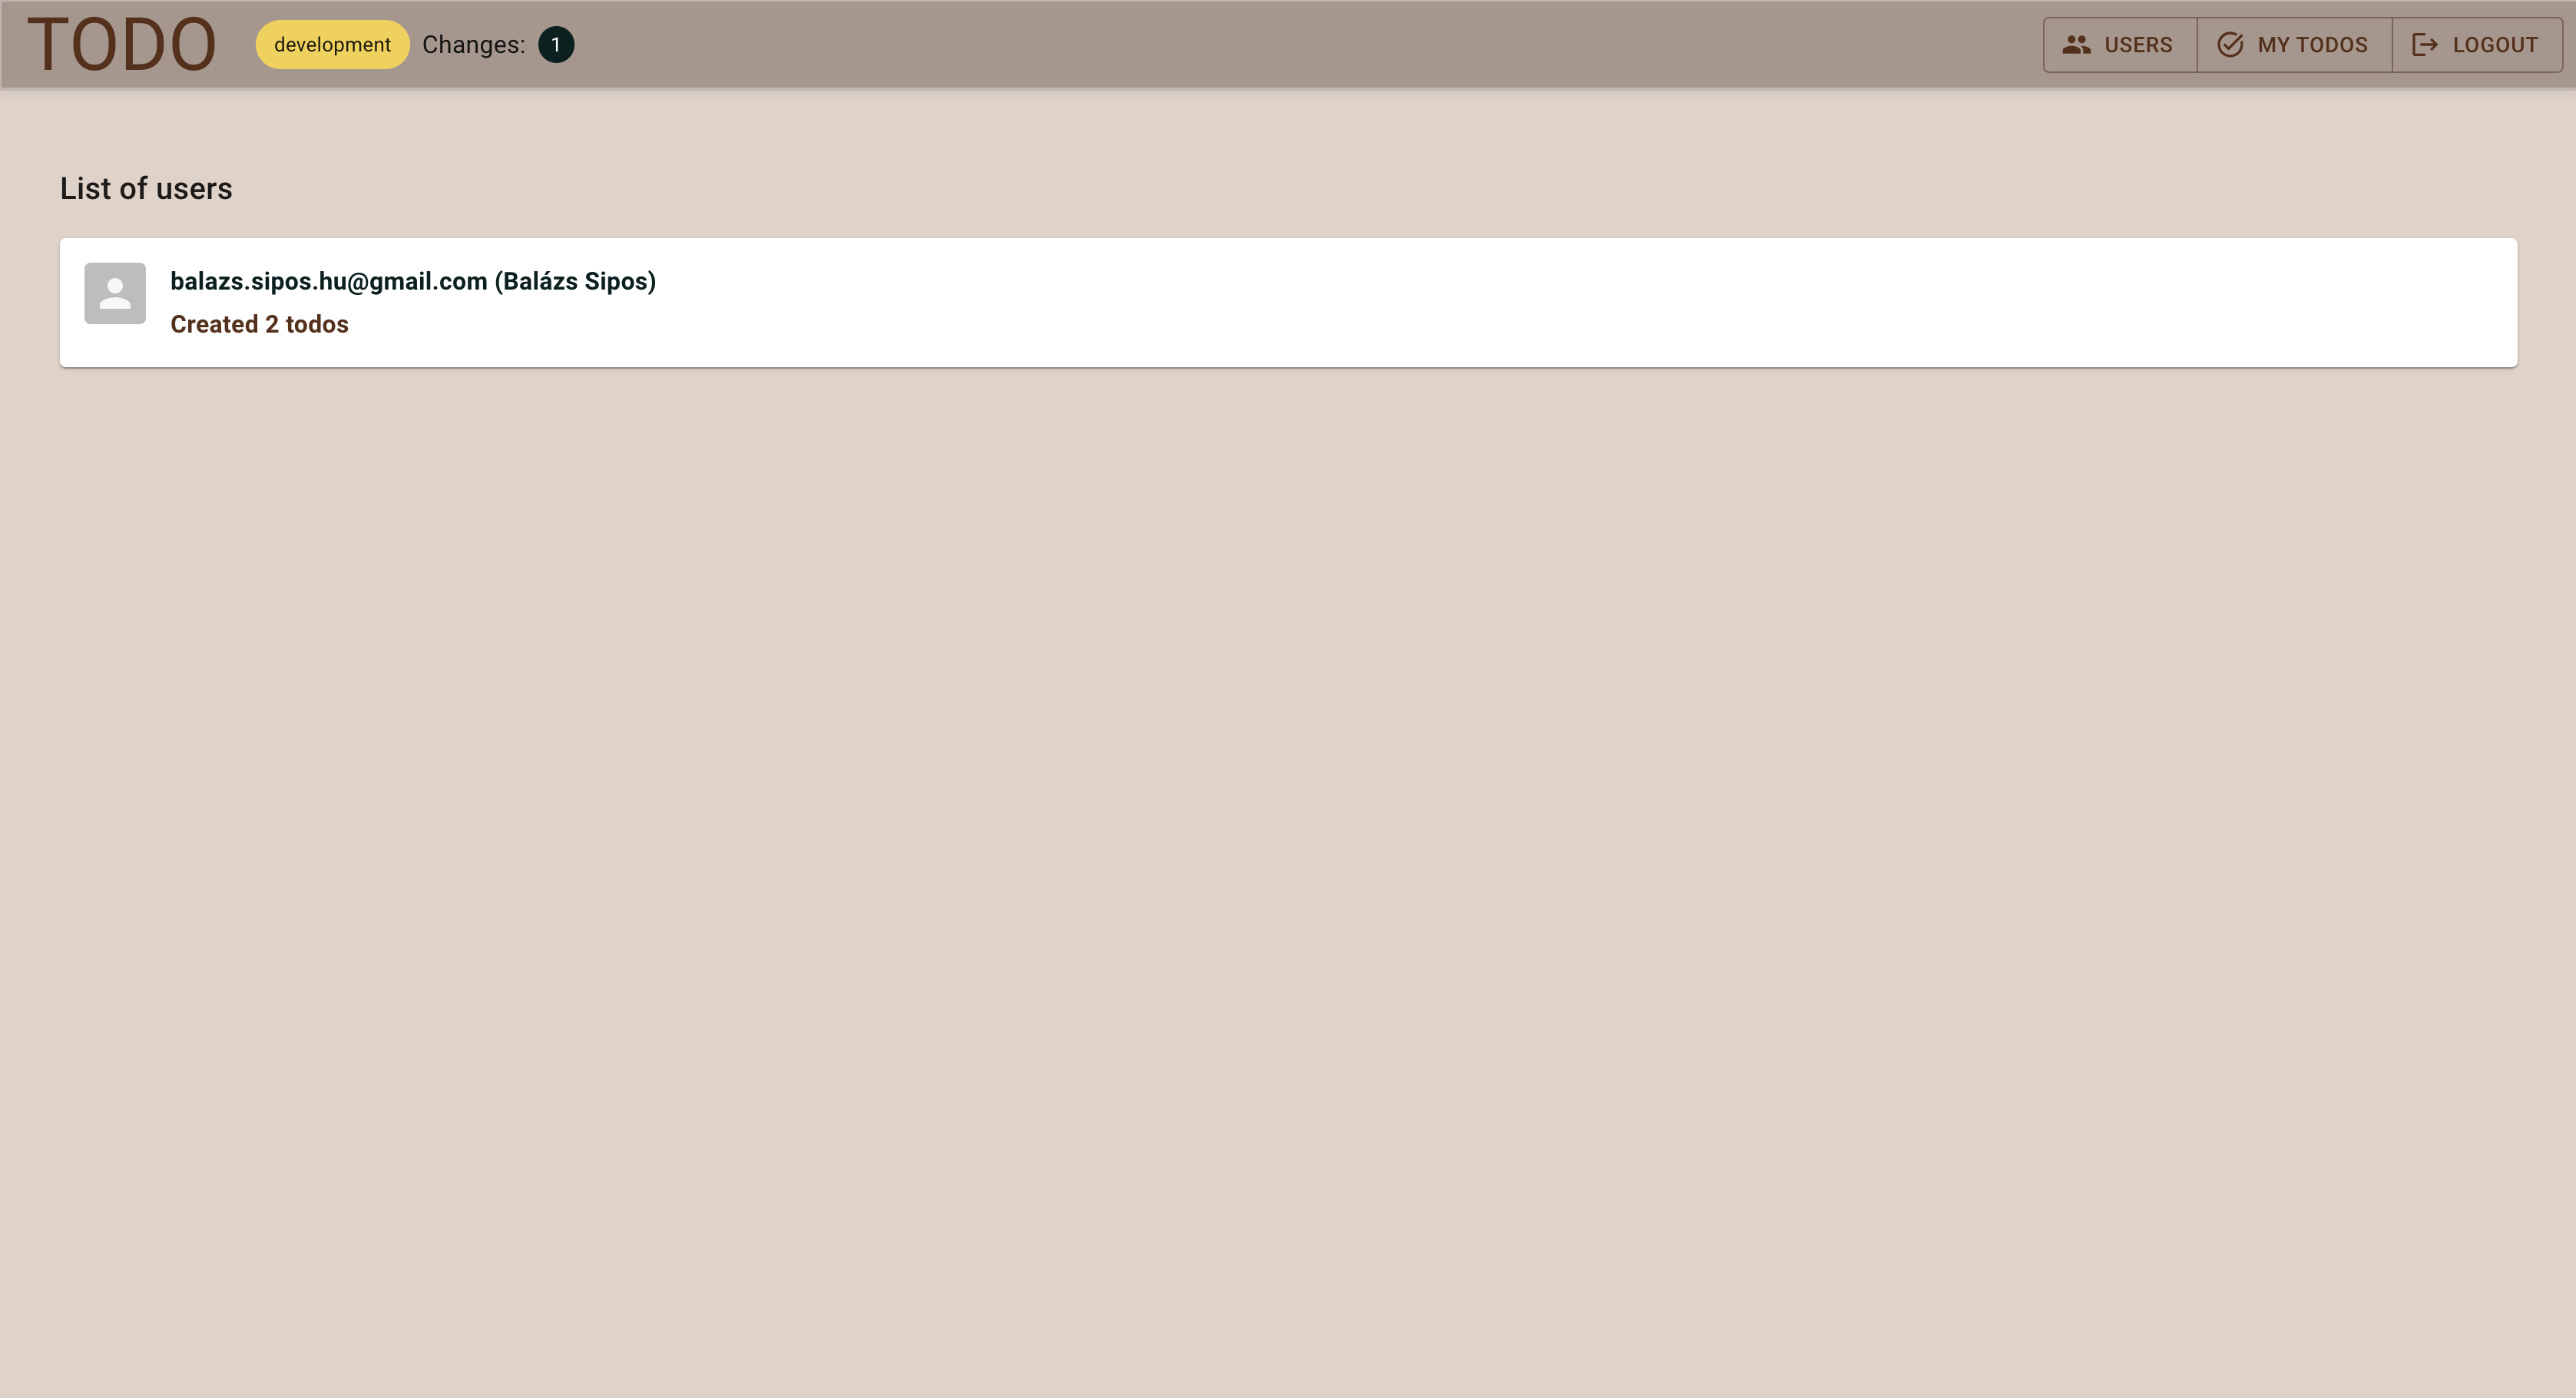 TODO development Changes: 1 USERS MY TODOS LOGOUT
List of users
balazs.sipos.hu@gmail.com (Balázs Sipos)
Created 2 todos